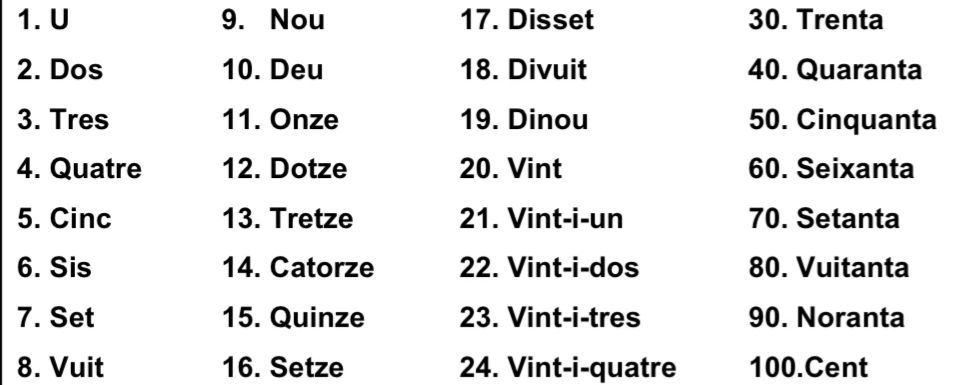 1. U
2. Dos
3. Tres
4. Quatre
5. Cinc
6. Sis
7. Set
8. Vuit
9. Nou
10. Deu
11. Onze
12. Dotze
13. Tretze
14. Catorze
15. Quinze
16. Setze
17. Disset
18. Divuit
19. Dinou
20. Vint
21. Vint-i-un
22. Vint-i-dos
23. Vint-i-tres
24. Vint-i-quatre
30. Trenta
40. Quaranta
50. Cinquanta
60. Seixanta
70. Setanta
80. Vuitanta
90. Noranta
100.Cent